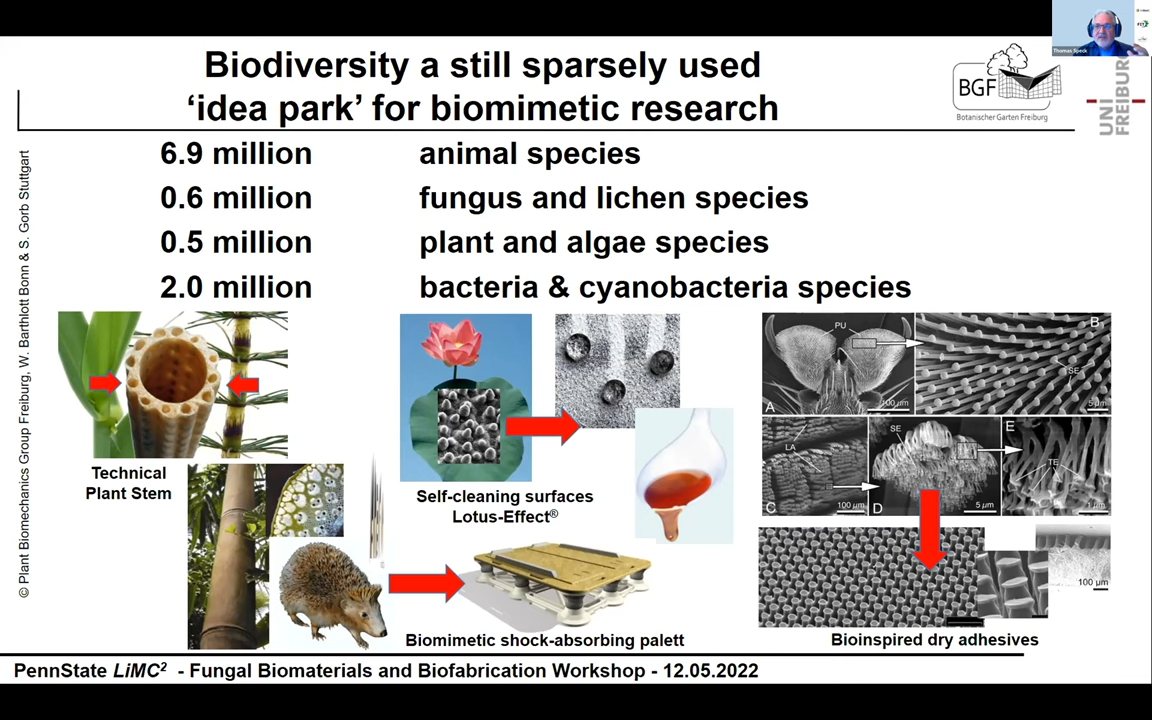 Thomas Speck
Biodiversity a still sparsely used
‘idea park’ for biomimetic research
BGF
Botanischer Garten Freiburg
UNI
FREIBURG
6.9 million animal species
0.6 million fungus and lichen species
0.5 million plant and algae species
2.0 million bacteria & cyanobacteria species
© Plant Biomechanics Group Freiburg, W. Barthlott Bonn & S. Gorb Stuttgart
Technical
Plant Stem
Self-cleaning surfaces
Lotus-Effect®
Biomimetic shock-absorbing palett
PU
A
100 µm
B
SE
5 µm
LA
C
100 µm
SE
D
5 µm
E
TE
1 µm
100 µm
Bioinspired dry adhesives
PennState LiMC² - Fungal Biomaterials and Biofabrication Workshop - 12.05.2022